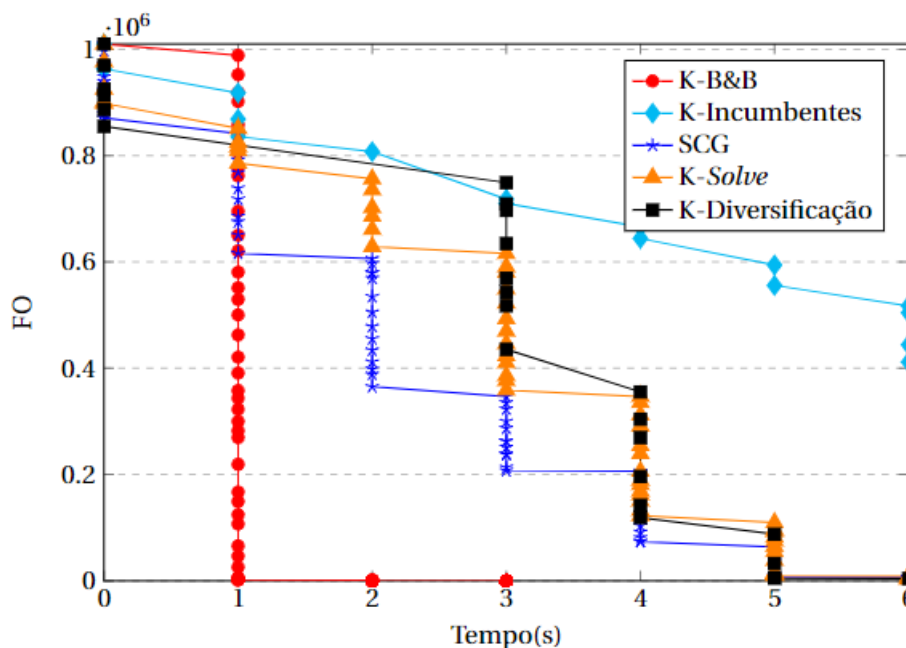 ·10⁶
1
0.8
0.6
0.4
0.2
0
FO
0 1 2 3 4 5 6
Tempo(s)
K-B&B
K-Incumbentes
SCG
K-Solve
K-Diversificação